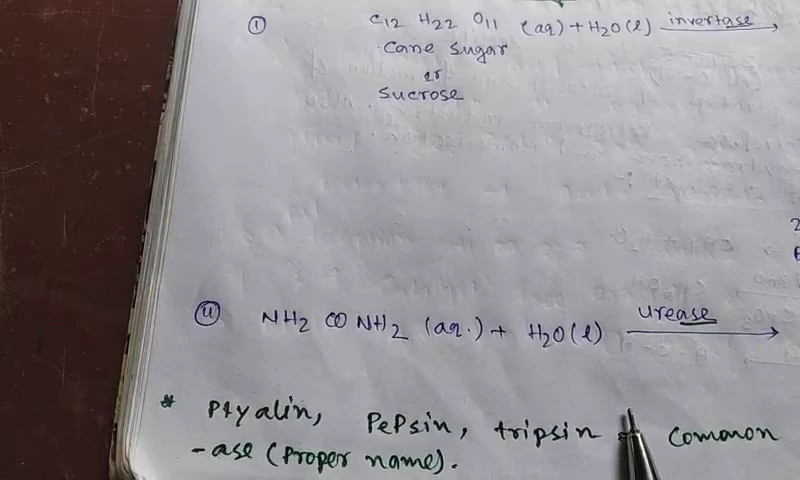 ① C12 H22 O11 (aq) + H2O(l) invertase →
Cane sugar
or
Sucrose
② NH2 CO NH2 (aq.) + H2O(l) urease →
* Ptyalin, Pepsin, tripsin common
-ase (Proper name).